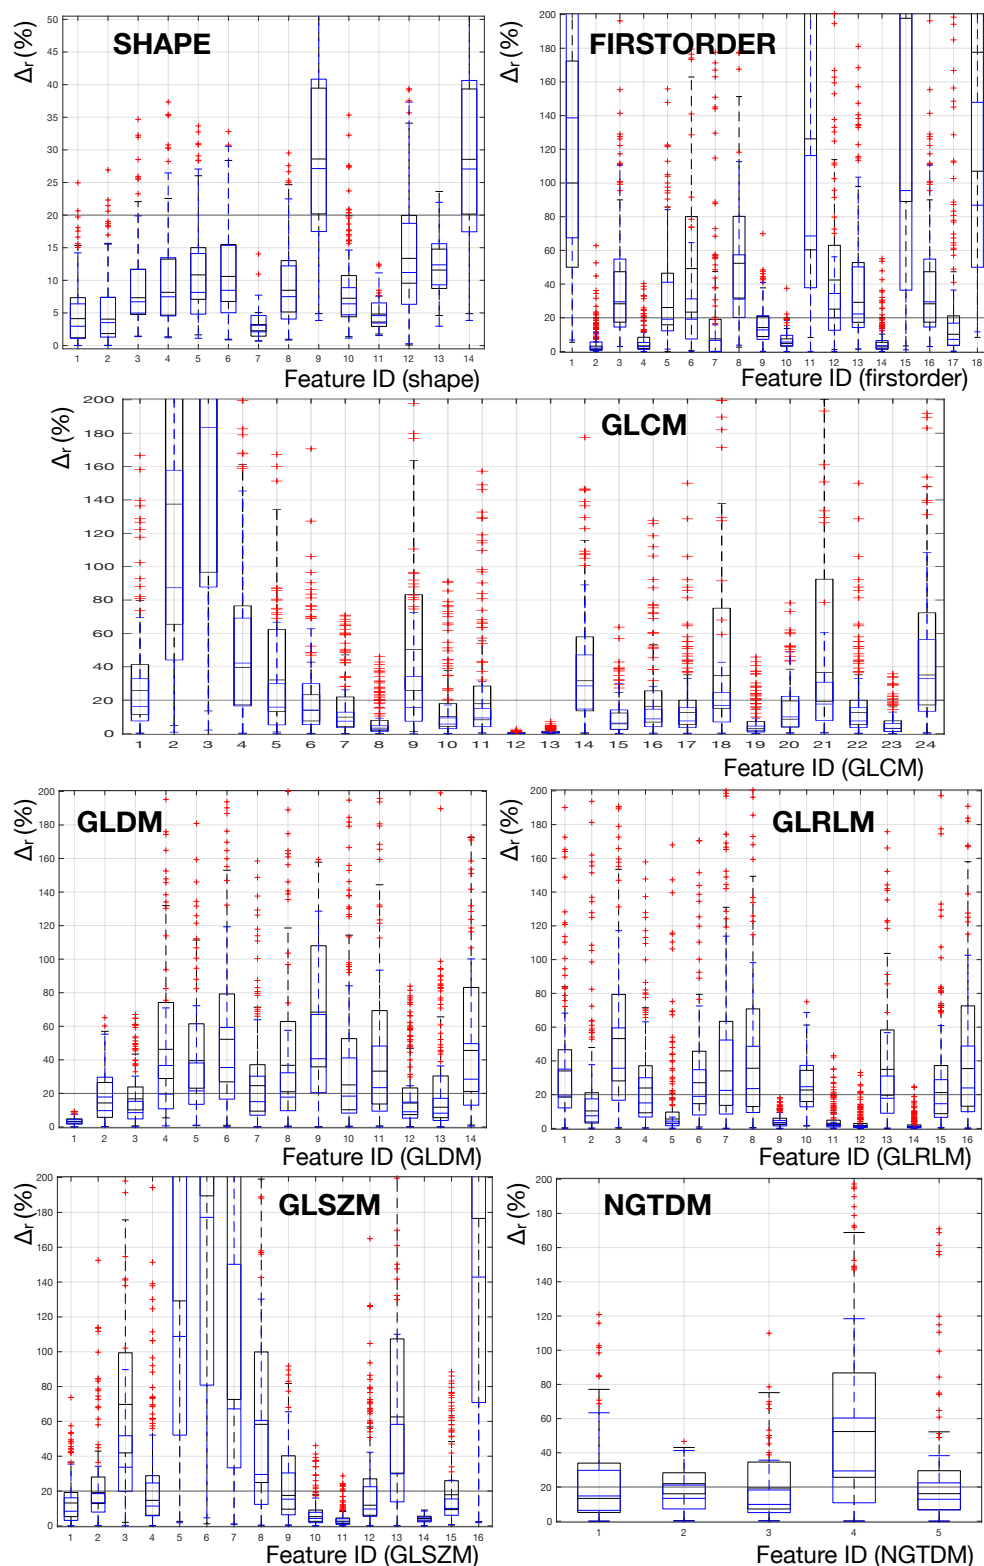 SHAPE
Δr (%)
50
45
40
35
30
25
20
15
10
5
0
1 2 3 4 5 6 7 8 9 10 11 12 13 14
Feature ID (shape)
FIRSTORDER
Δr (%)
200
180
160
140
120
100
80
60
40
20
0
1 2 3 4 5 6 7 8 9 10 11 12 13 14 15 16 17 18
Feature ID (firstorder)
GLCM
Δr (%)
200
180
160
140
120
100
80
60
40
20
0
1 2 3 4 5 6 7 8 9 10 11 12 13 14 15 16 17 18 19 20 21 22 23 24
Feature ID (GLCM)
GLDM
Δr (%)
200
180
160
140
120
100
80
60
40
20
0
1 2 3 4 5 6 7 8 9 10 11 12 13 14
Feature ID (GLDM)
GLRLM
Δr (%)
200
180
160
140
120
100
80
60
40
20
0
1 2 3 4 5 6 7 8 9 10 11 12 13 14 15 16
Feature ID (GLRLM)
GLSZM
Δr (%)
200
180
160
140
120
100
80
60
40
20
0
1 2 3 4 5 6 7 8 9 10 11 12 13 14 15 16
Feature ID (GLSZM)
NGTDM
Δr (%)
200
180
160
140
120
100
80
60
40
20
0
1 2 3 4 5
Feature ID (NGTDM)